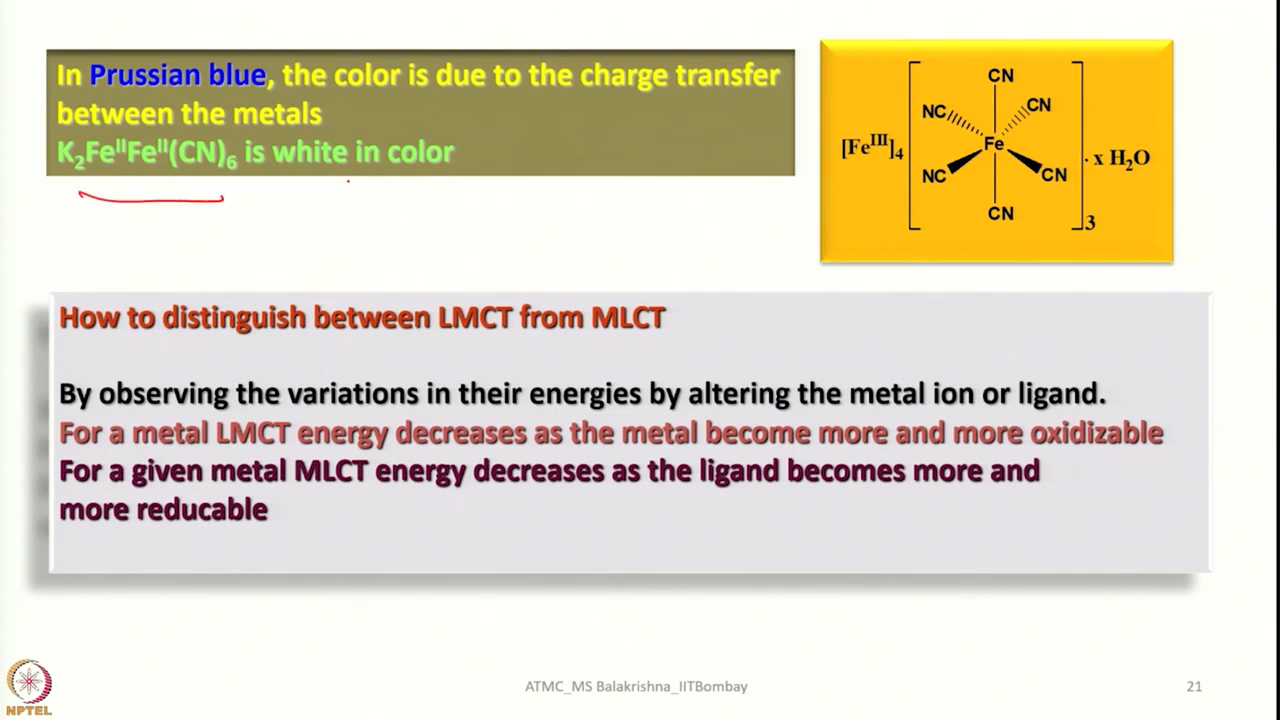 In Prussian blue, the color is due to the charge transfer
between the metals
K₂FeᴵᴵFeᴵᴵ(CN)₆ is white in color
CN
NC
CN
[Feᴵᴵᴵ]₄
Fe
. x H₂O
NC
CN
CN
3
How to distinguish between LMCT from MLCT
By observing the variations in their energies by altering the metal ion or ligand.
For a metal LMCT energy decreases as the metal become more and more oxidizable
For a given metal MLCT energy decreases as the ligand becomes more and
more reducable
NPTEL
ATMC_MS Balakrishna_IITBombay
21